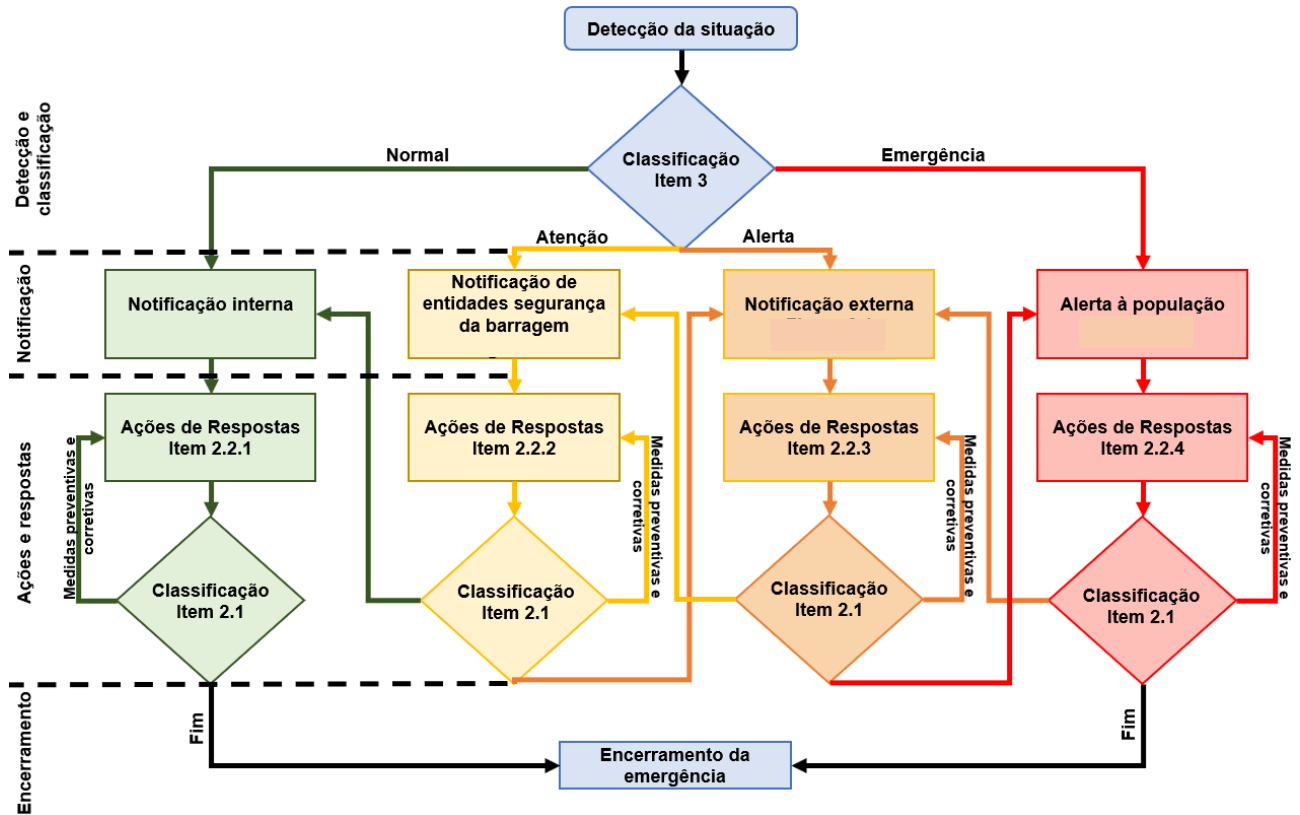 Detecção da situação
Detecção e
classificação
Normal
Classificação
Item 3
Emergência
Atenção
Alerta
Notificação
Notificação interna
Notificação de
entidades segurança
da barragem
Notificação externa
Alerta à população
Ações e respostas
Ações de Respostas
Item 2.2.1
Ações de Respostas
Item 2.2.2
Ações de Respostas
Item 2.2.3
Ações de Respostas
Item 2.2.4
Medidas preventivas e
corretivas
Medidas preventivas e
corretivas
Medidas preventivas e
corretivas
Medidas preventivas e
corretivas
Classificação
Item 2.1
Classificação
Item 2.1
Classificação
Item 2.1
Classificação
Item 2.1
Encerramento
Fim
Fim
Encerramento da
emergência